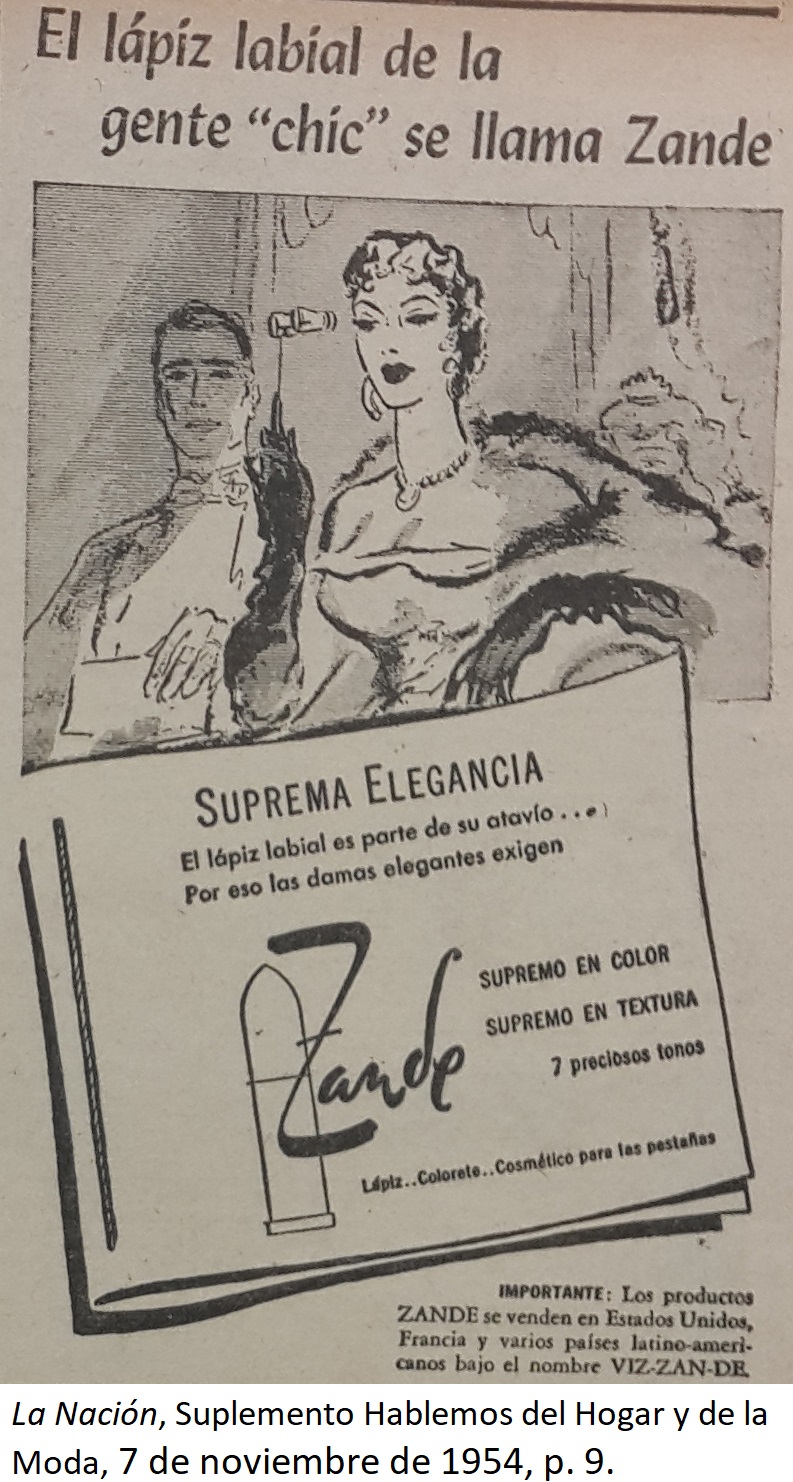 El lápiz labial de la
gente “chic” se llama Zande
SUPREMA ELEGANCIA
El lápiz labial es parte de su atavío . . .
Por eso las damas elegantes exigen
Zande
SUPREMO EN COLOR
SUPREMO EN TEXTURA
7 preciosos tonos
Lápiz..Colorete..Cosmético para las pestañas
IMPORTANTE: Los productos
ZANDE se venden en Estados Unidos,
Francia y varios países latino-ameri-
canos bajo el nombre VIZ-ZAN-DE
La Nación, Suplemento Hablemos del Hogar y de la
Moda, 7 de noviembre de 1954, p. 9.